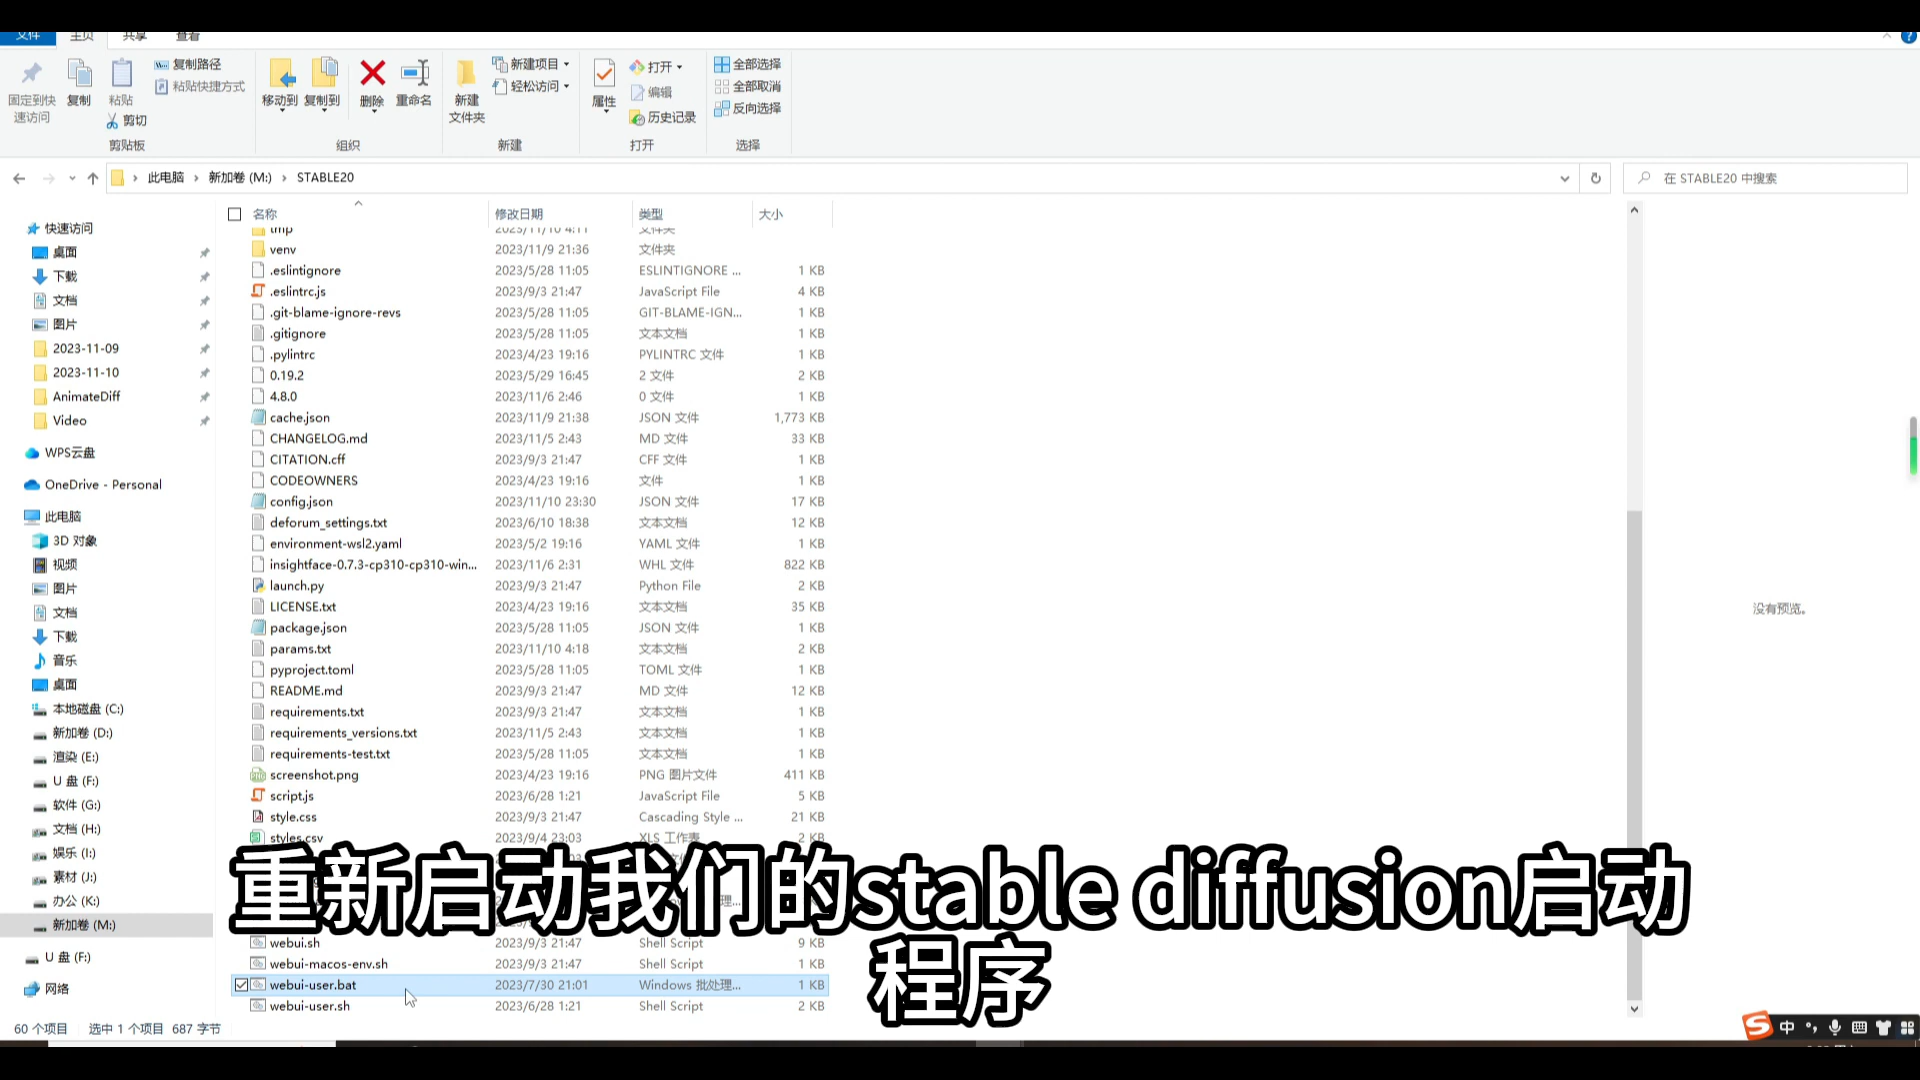 文件 主页 共享 查看
固定到快速访问
复制
粘贴
复制路径
粘贴快捷方式
剪切
剪贴板
移动到
复制到
删除
重命名
组织
新建文件夹
新建项目
轻松访问
新建
属性
打开
编辑
历史记录
打开
全部选择
全部取消
反向选择
选择
此电脑 › 新加卷 (M:) › STABLE20
在 STABLE20 中搜索
快速访问
桌面
下载
文档
图片
2023-11-09
2023-11-10
AnimateDiff
Video
WPS云盘
OneDrive - Personal
此电脑
3D 对象
视频
图片
文档
下载
音乐
桌面
本地磁盘 (C:)
新加卷 (D:)
渲染 (E:)
U 盘 (F:)
软件 (G:)
文档 (H:)
娱乐 (I:)
素材 (J:)
办公 (K:)
新加卷 (M:)
U 盘 (F:)
网络
名称 修改日期 类型 大小
tmp 2023/11/10 4:11 文件夹
venv 2023/11/9 21:36 文件夹
.eslintignore 2023/5/28 11:05 ESLINTIGNORE ... 1 KB
.eslintrc.js 2023/9/3 21:47 JavaScript File 4 KB
.git-blame-ignore-revs 2023/5/28 11:05 GIT-BLAME-IGN... 1 KB
.gitignore 2023/5/28 11:05 文本文档 1 KB
.pylintrc 2023/4/23 19:16 PYLINTRC 文件 1 KB
0.19.2 2023/5/29 16:45 2 文件 2 KB
4.8.0 2023/11/6 2:46 0 文件 1 KB
cache.json 2023/11/9 21:38 JSON 文件 1,773 KB
CHANGELOG.md 2023/11/5 2:43 MD 文件 33 KB
CITATION.cff 2023/9/3 21:47 CFF 文件 1 KB
CODEOWNERS 2023/4/23 19:16 文件 1 KB
config.json 2023/11/10 23:30 JSON 文件 17 KB
deforum_settings.txt 2023/6/10 18:38 文本文档 12 KB
environment-wsl2.yaml 2023/5/2 19:16 YAML 文件 1 KB
insightface-0.7.3-cp310-cp310-win... 2023/11/6 2:31 WHL 文件 822 KB
launch.py 2023/9/3 21:47 Python File 2 KB
LICENSE.txt 2023/4/23 19:16 文本文档 35 KB
package.json 2023/5/28 11:05 JSON 文件 1 KB
params.txt 2023/11/10 4:18 文本文档 2 KB
pyproject.toml 2023/5/28 11:05 TOML 文件 1 KB
README.md 2023/9/3 21:47 MD 文件 12 KB
requirements.txt 2023/9/3 21:47 文本文档 1 KB
requirements_versions.txt 2023/11/5 2:43 文本文档 1 KB
requirements-test.txt 2023/5/28 11:05 文本文档 1 KB
screenshot.png 2023/4/23 19:16 PNG 图片文件 411 KB
script.js 2023/6/28 1:21 JavaScript File 5 KB
style.css 2023/9/3 21:47 Cascading Style ... 21 KB
styles.csv 2023/9/4 23:03 XLS 工作表 2 KB
webui.sh 2023/9/3 21:47 Shell Script 9 KB
webui-macos-env.sh 2023/9/3 21:47 Shell Script 1 KB
webui-user.bat 2023/7/30 21:01 Windows 批处理... 1 KB
webui-user.sh 2023/6/28 1:21 Shell Script 2 KB
没有预览。
重新启动我们的stable diffusion启动
程序
60 个项目 选中 1 个项目 687 字节
中